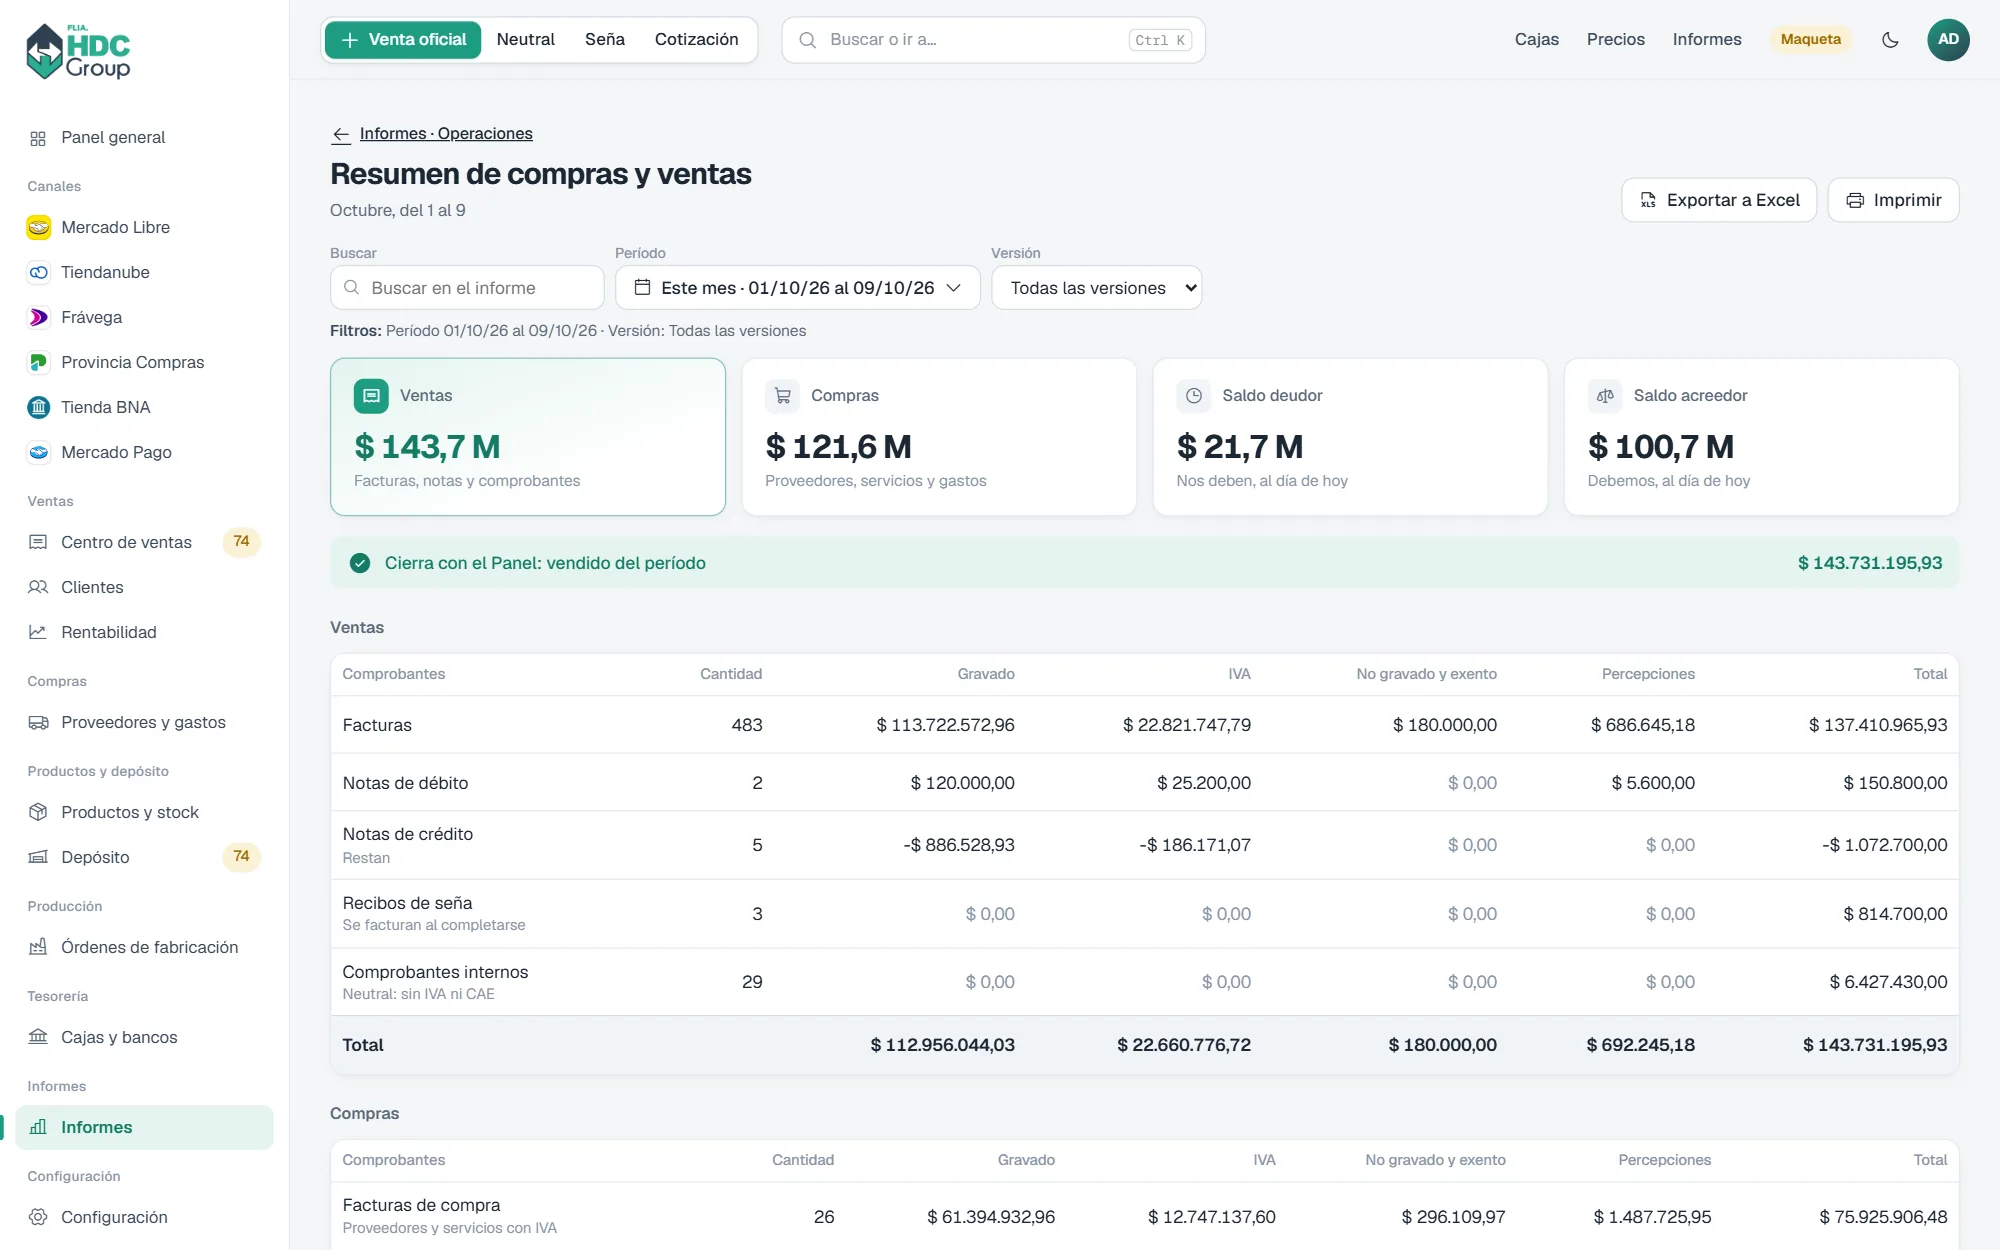 FLIA.
HDC
Group
Venta oficial
Neutral
Seña
Cotización
Buscar o ir a...
Ctrl K
Cajas
Precios
Informes
Maqueta
AD
Panel general
Canales
Mercado Libre
Tiendanube
Frávega
Provincia Compras
Tienda BNA
Mercado Pago
Ventas
Centro de ventas 74
Clientes
Rentabilidad
Compras
Proveedores y gastos
Productos y depósito
Productos y stock
Depósito 74
Producción
Órdenes de fabricación
Tesorería
Cajas y bancos
Informes
Informes
Configuración
Configuración
Informes · Operaciones
Resumen de compras y ventas
Octubre, del 1 al 9
XLS Exportar a Excel
Imprimir
Buscar
Buscar en el informe
Período
Este mes · 01/10/26 al 09/10/26
Versión
Todas las versiones
Filtros: Período 01/10/26 al 09/10/26 · Versión: Todas las versiones
Ventas
$ 143,7 M
Facturas, notas y comprobantes
Compras
$ 121,6 M
Proveedores, servicios y gastos
Saldo deudor
$ 21,7 M
Nos deben, al día de hoy
Saldo acreedor
$ 100,7 M
Debemos, al día de hoy
Cierra con el Panel: vendido del período $ 143.731.195,93
Ventas
Comprobantes Cantidad Gravado IVA No gravado y exento Percepciones Total
Facturas 483 $ 113.722.572,96 $ 22.821.747,79 $ 180.000,00 $ 686.645,18 $ 137.410.965,93
Notas de débito 2 $ 120.000,00 $ 25.200,00 $ 0,00 $ 5.600,00 $ 150.800,00
Notas de crédito 5 -$ 886.528,93 -$ 186.171,07 $ 0,00 $ 0,00 -$ 1.072.700,00
Restan
Recibos de seña 3 $ 0,00 $ 0,00 $ 0,00 $ 0,00 $ 814.700,00
Se facturan al completarse
Comprobantes internos 29 $ 0,00 $ 0,00 $ 0,00 $ 0,00 $ 6.427.430,00
Neutral: sin IVA ni CAE
Total $ 112.956.044,03 $ 22.660.776,72 $ 180.000,00 $ 692.245,18 $ 143.731.195,93
Compras
Comprobantes Cantidad Gravado IVA No gravado y exento Percepciones Total
Facturas de compra 26 $ 61.394.932,96 $ 12.747.137,60 $ 296.109,97 $ 1.487.725,95 $ 75.925.906,48
Proveedores y servicios con IVA